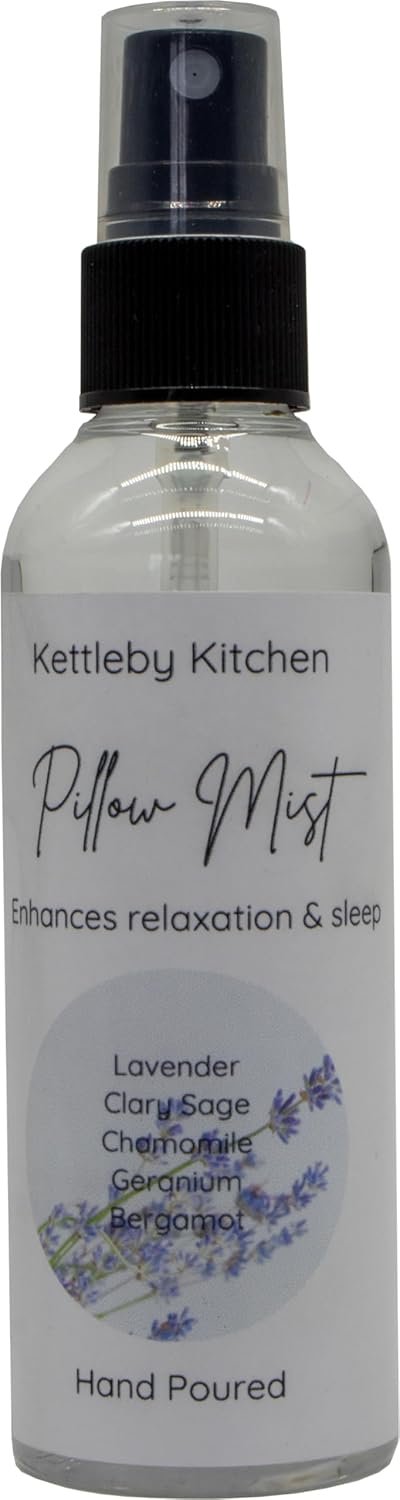 Kettleby Kitchen
Pillow Mist
Enhances relaxation & sleep
Lavender
Clary Sage
Chamomile
Geranium
Bergamot
Hand Poured